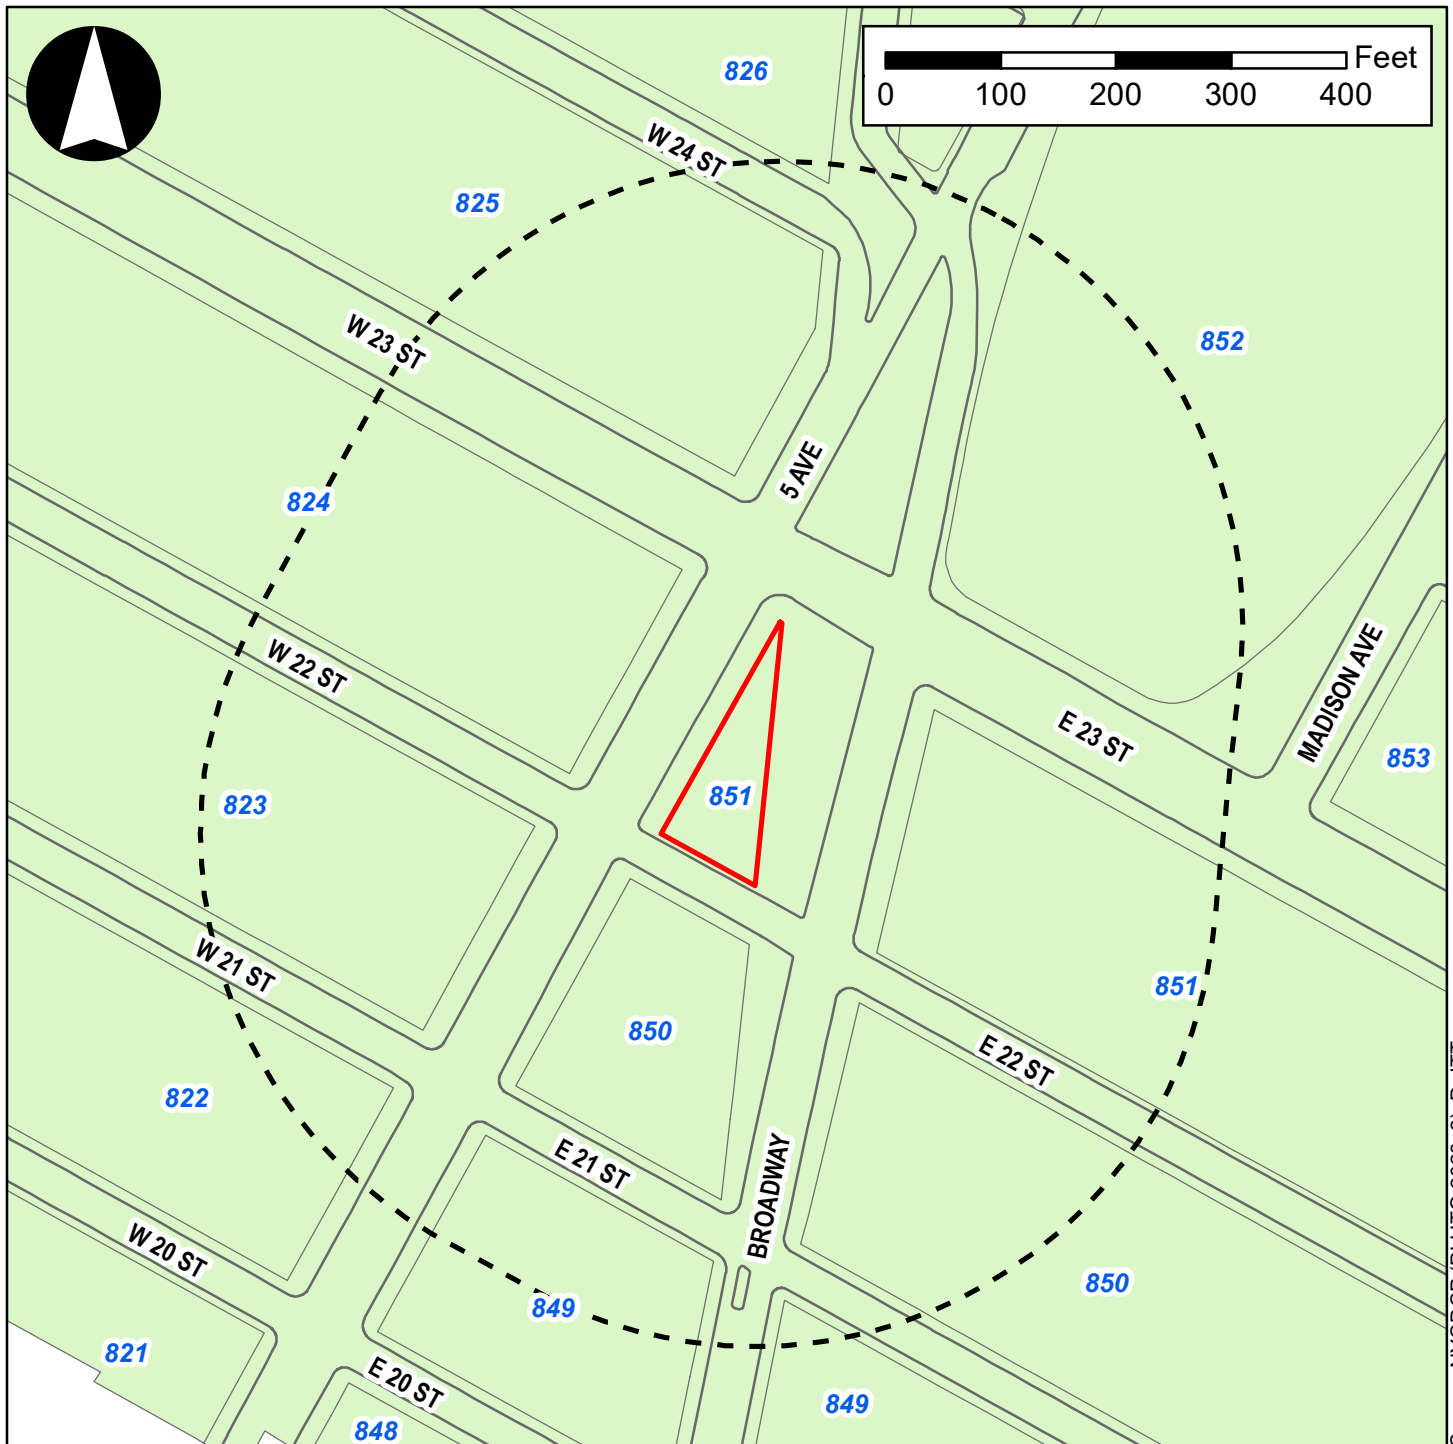 826
Feet
0 100 200 300 400
W 24 ST
825
W 23 ST
852
5 AVE
824
W 22 ST
MADISON AVE
E 23 ST
853
851
823
W 21 ST
851
850
E 22 ST
822
E 21 ST
BROADWAY
W 20 ST
850
849
821
E 20 ST
849
848